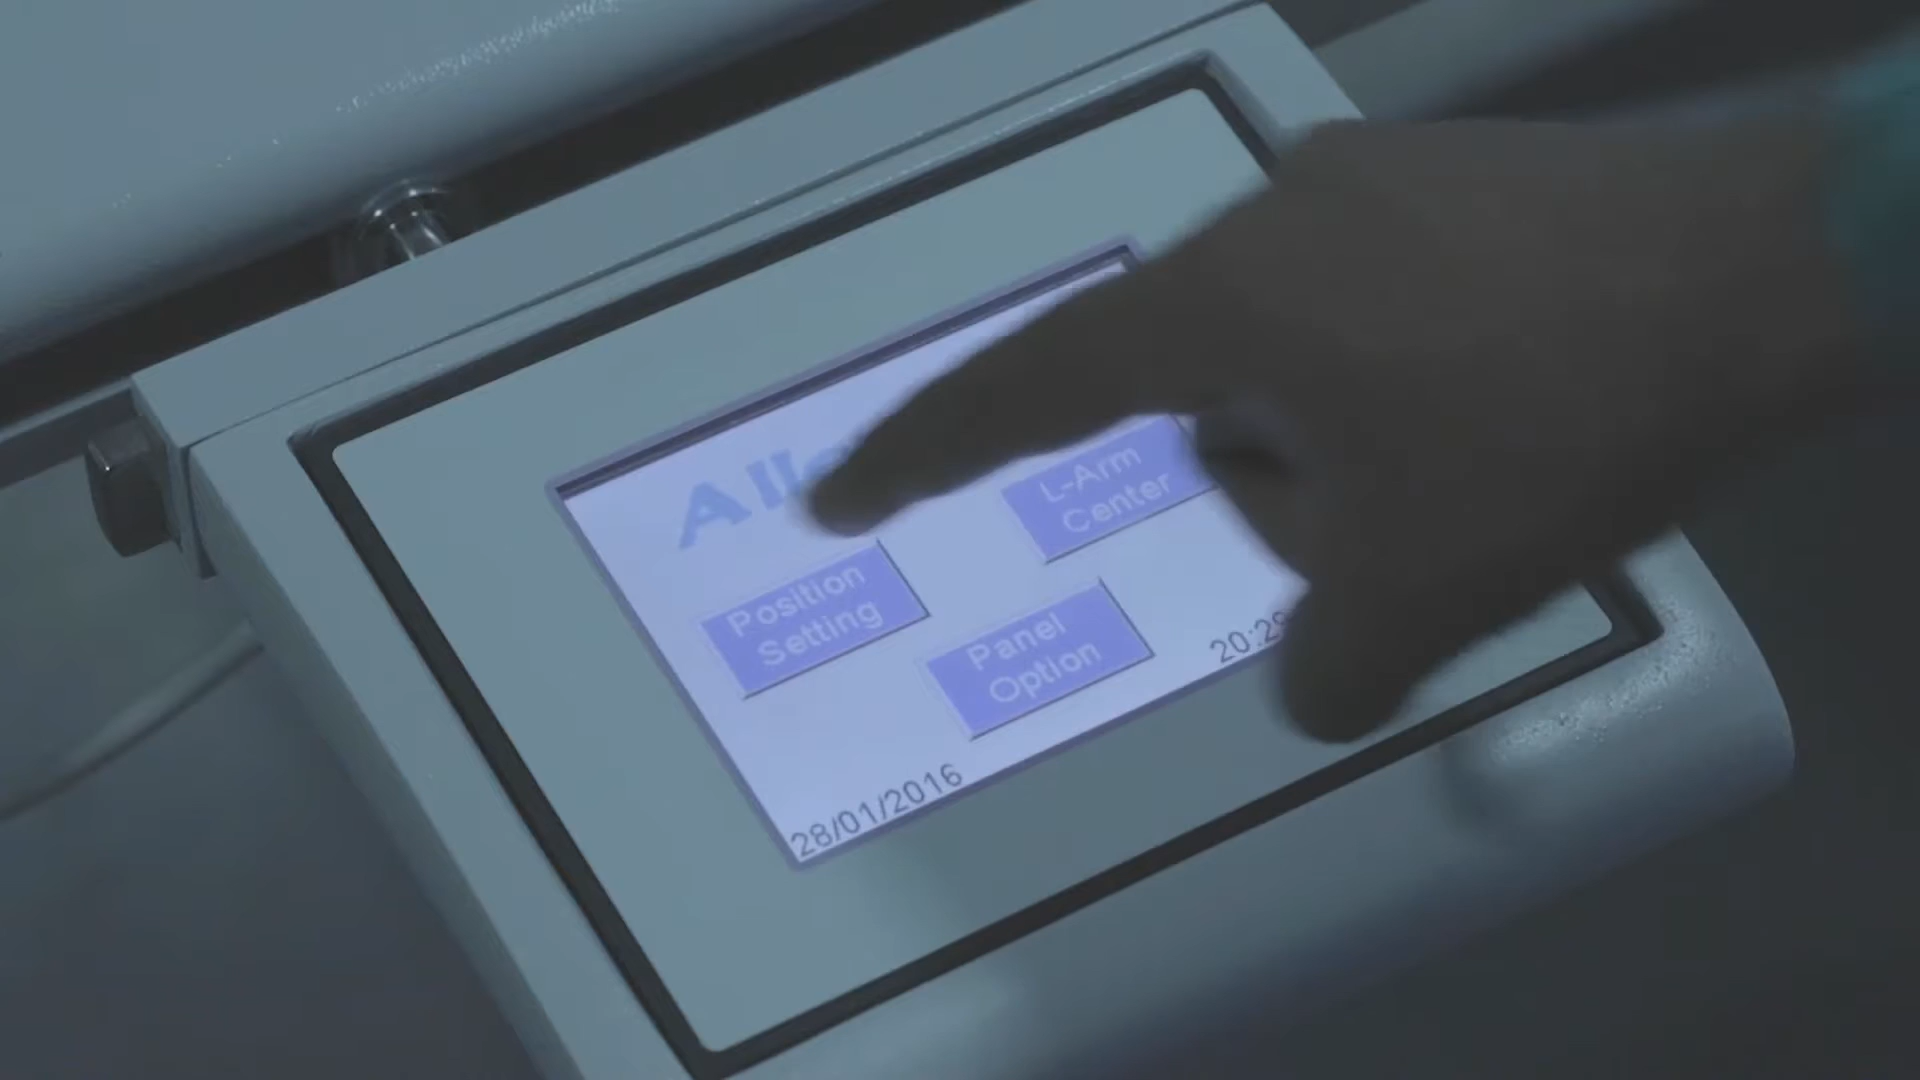 L-Arm
Center
Position
Setting
Panel
Option
28/01/2016